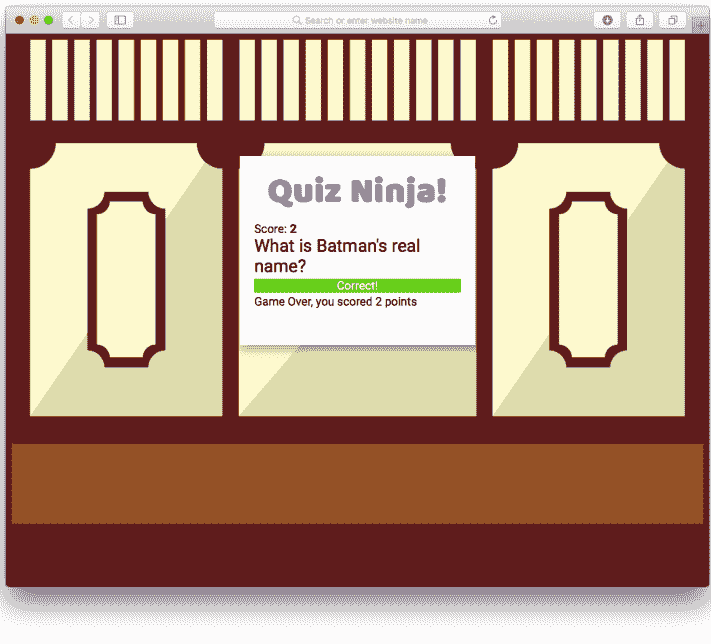 Search or enter website name
Quiz Ninja!
Score: 2
What is Batman's real
name?
Correct!
Game Over, you scored 2 points